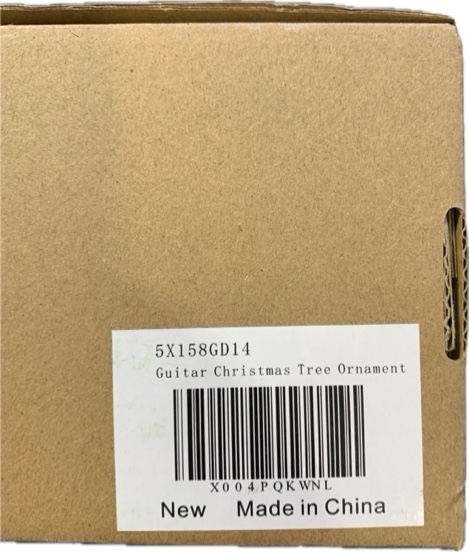 5X158GD14
Guitar Christmas Tree Ornament
X004PQKWNL
New Made in China